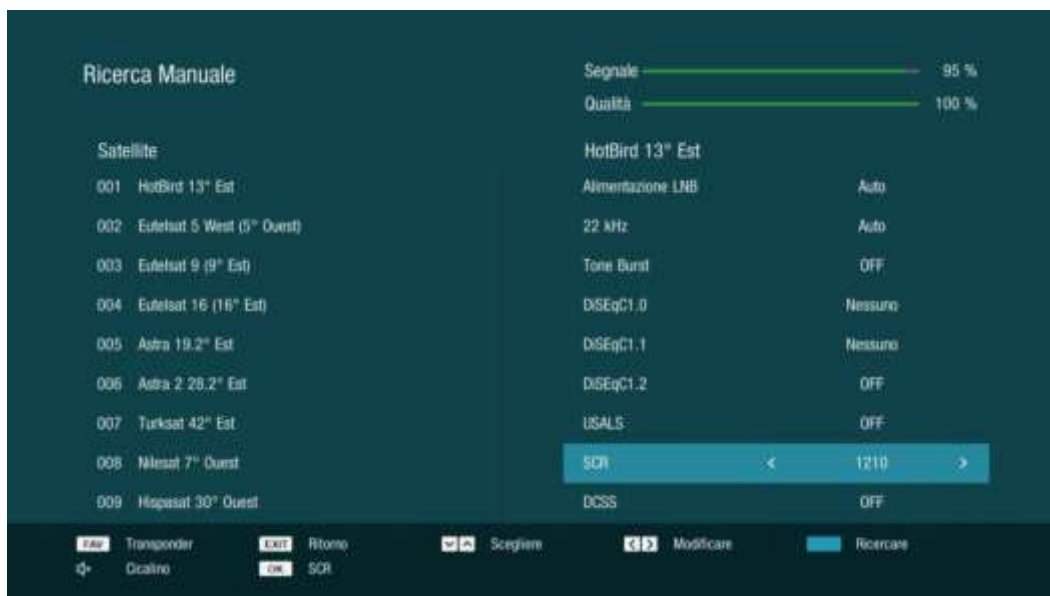 Ricerca Manuale
Segnale 95 %
Qualità 100 %
Satellite
001 HotBird 13° Est
002 Eutelsat 5 West (5° Ouest)
003 Eutelsat 9 (9° Est)
004 Eutelsat 16 (16° Est)
005 Astra 19.2° Est
006 Astra 2 28.2° Est
007 Turksat 42° Est
008 Nilesat 7° Ouest
009 Hispasat 30° Ouest
HotBird 13° Est
Alimentazione LNB Auto
22 kHz Auto
Tone Burst OFF
DiSEqC1.0 Nessuno
DiSEqC1.1 Nessuno
DiSEqC1.2 OFF
USALS OFF
SCR < 1210 >
DCSS OFF
FAV Transponder EXIT Ritorno Scegliere Modificare Ricercare
Cicalino OK SCR